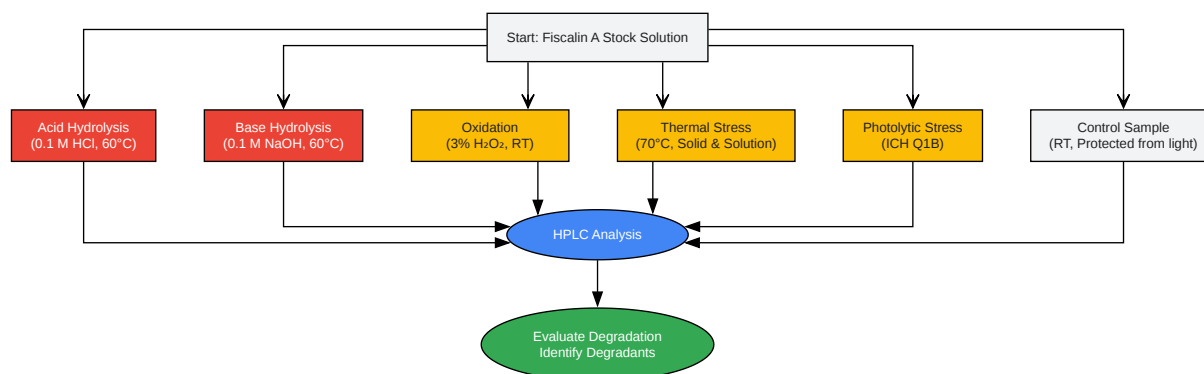 Start: Fiscalin A Stock Solution
Acid Hydrolysis
(0.1 M HCl, 60°C)
Base Hydrolysis
(0.1 M NaOH, 60°C)
Oxidation
(3% H₂O₂, RT)
Thermal Stress
(70°C, Solid & Solution)
Photolytic Stress
(ICH Q1B)
Control Sample
(RT, Protected from light)
HPLC Analysis
Evaluate Degradation
Identify Degradants